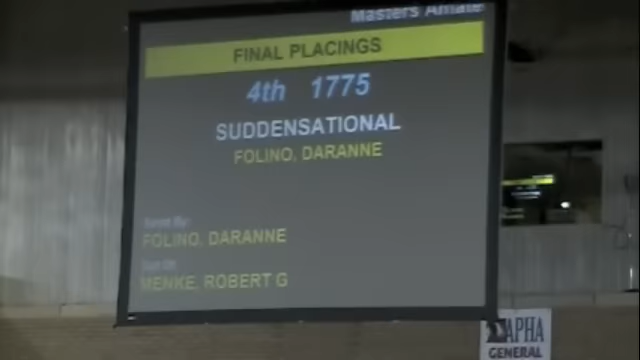 Masters Amate
FINAL PLACINGS
4th 1775
SUDDENSATIONAL
FOLINO, DARANNE
FOLINO, DARANNE
MENKE, ROBERT G
APHA
GENERAL